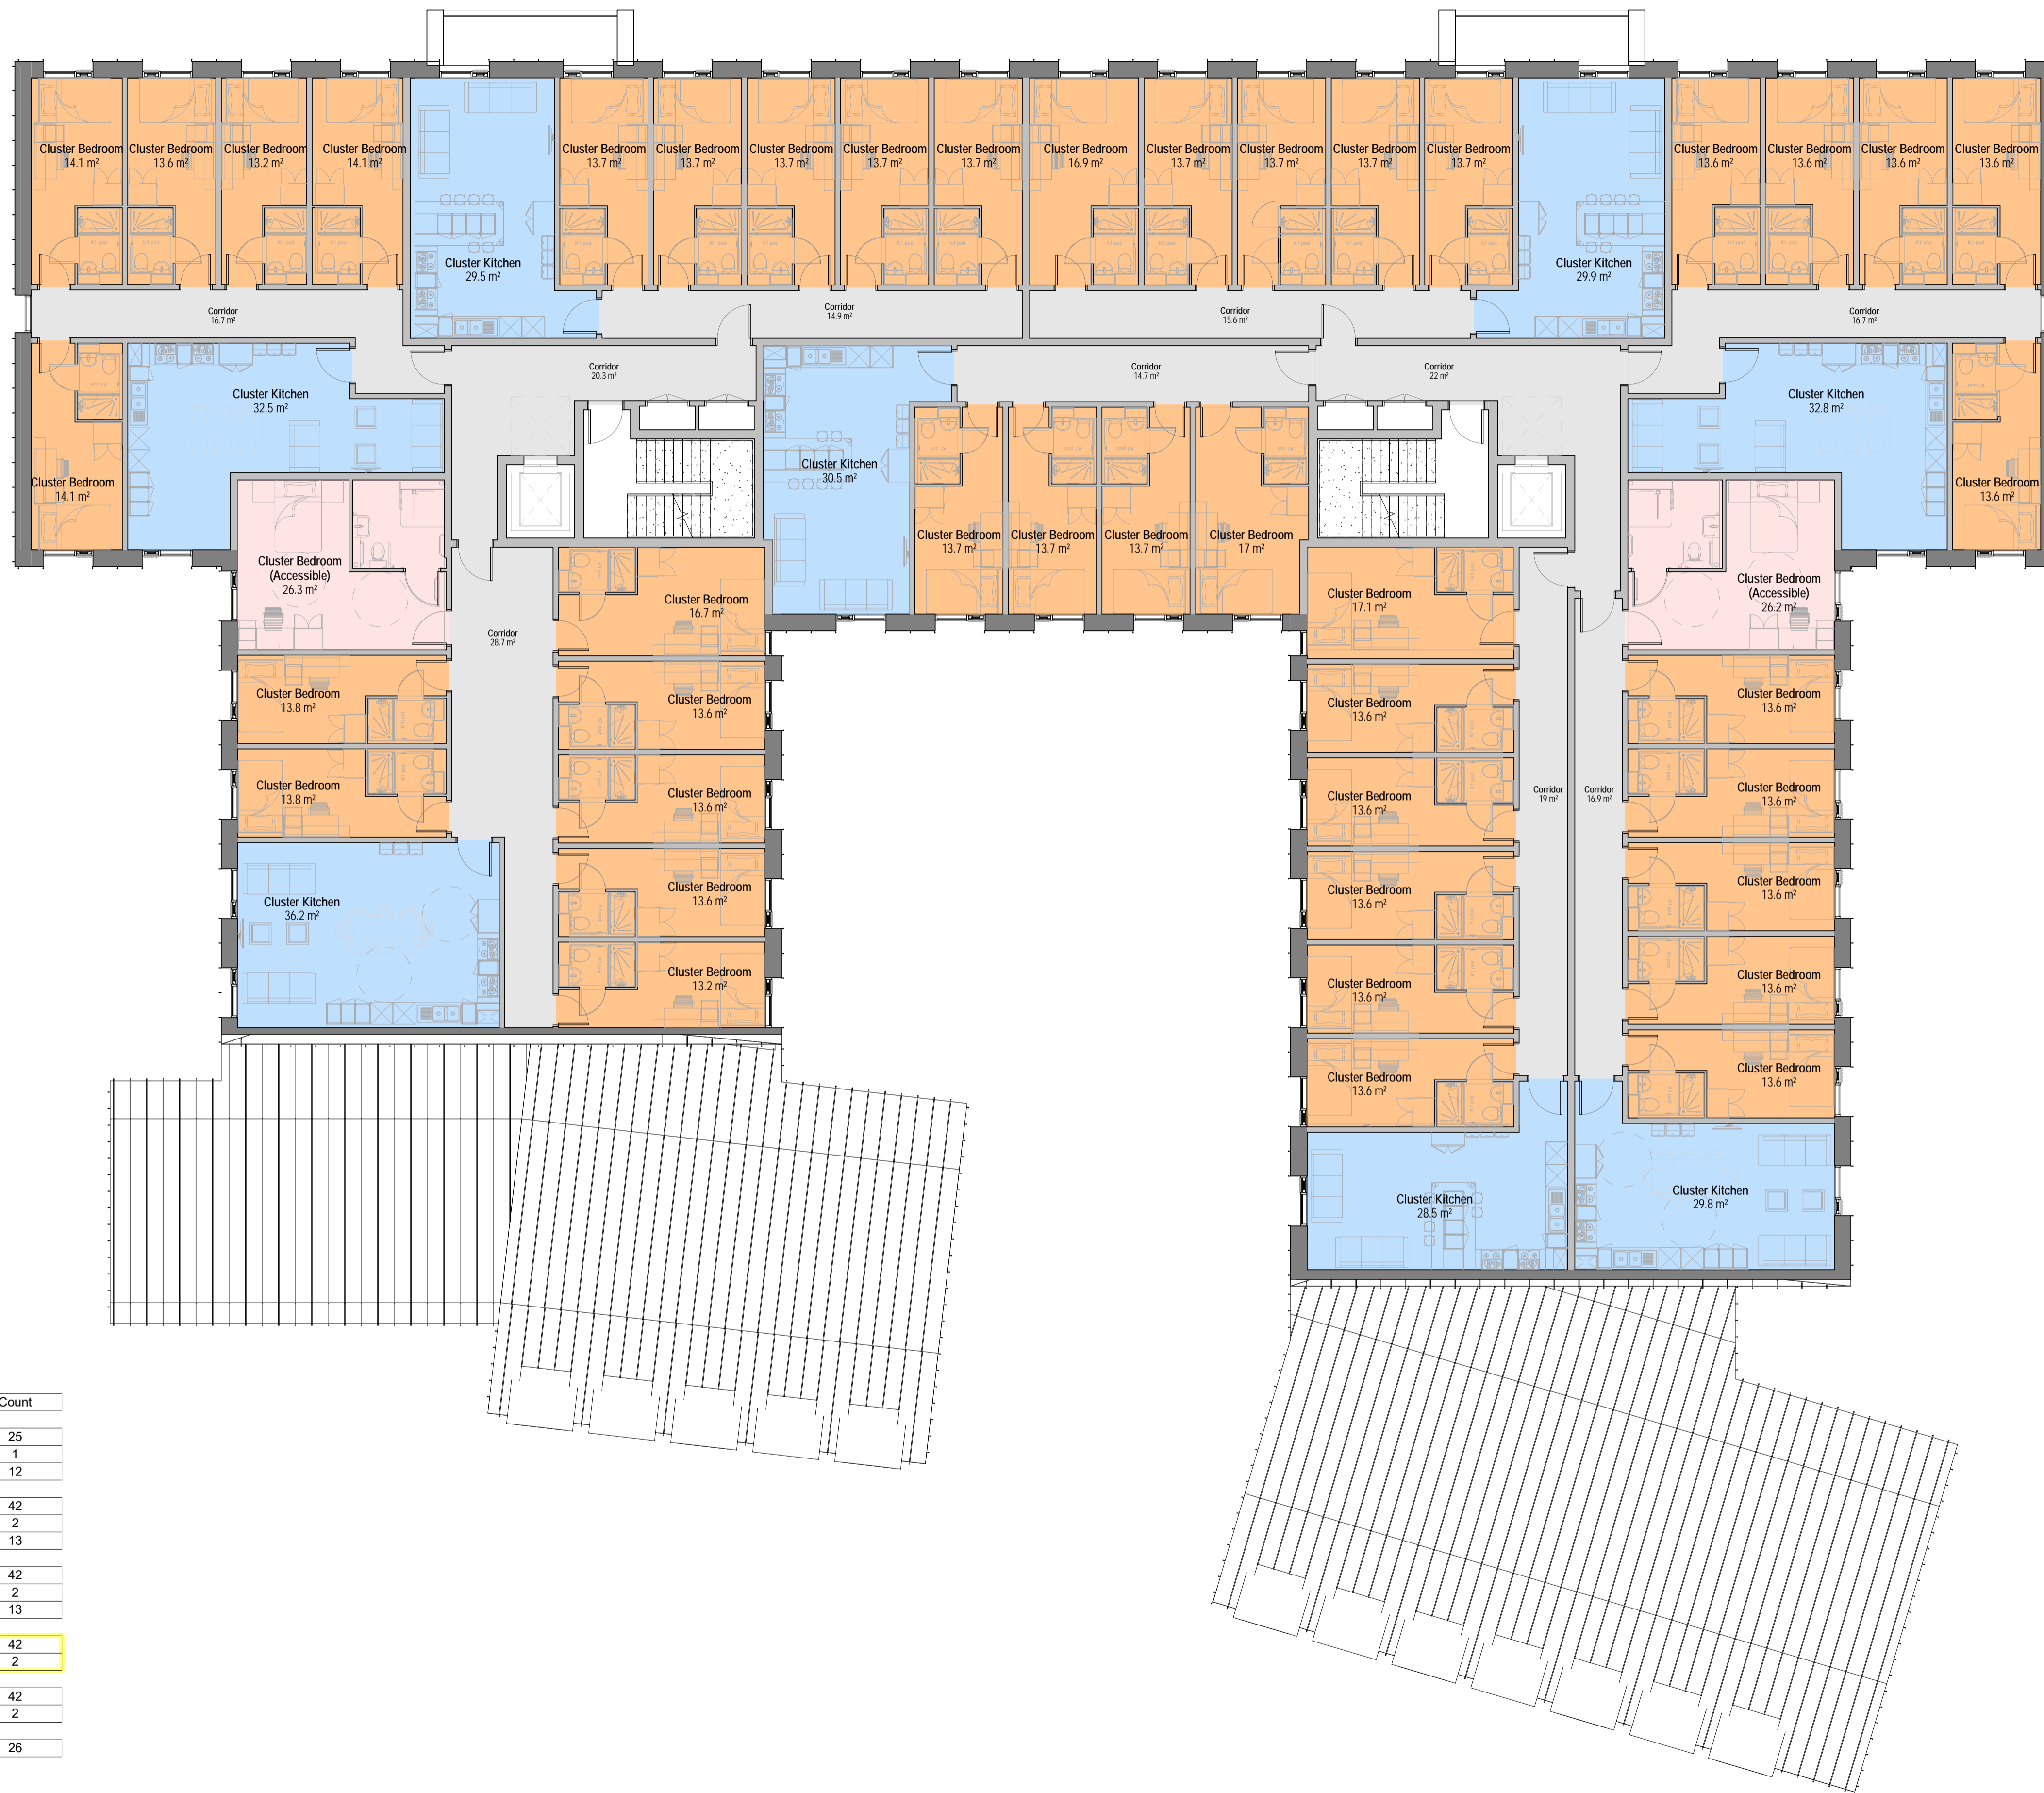 Cluster Bedroom
14.1 m²
Cluster Bedroom
13.6 m²
Cluster Bedroom
13.2 m²
Cluster Bedroom
14.1 m²
Cluster Kitchen
29.5 m²
Cluster Bedroom
13.7 m²
Cluster Bedroom
13.7 m²
Cluster Bedroom
13.7 m²
Cluster Bedroom
13.7 m²
Cluster Bedroom
13.7 m²
Cluster Bedroom
16.9 m²
Cluster Bedroom
13.7 m²
Cluster Bedroom
13.7 m²
Cluster Bedroom
13.7 m²
Cluster Bedroom
13.7 m²
Cluster Kitchen
29.9 m²
Cluster Bedroom
13.6 m²
Cluster Bedroom
13.6 m²
Cluster Bedroom
13.6 m²
Cluster Bedroom
13.6 m²
Corridor
16.7 m²
Corridor
14.9 m²
Corridor
15.6 m²
Corridor
16.7 m²
Corridor
20.3 m²
Corridor
14.7 m²
Corridor
22 m²
Cluster Kitchen
32.5 m²
Cluster Kitchen
32.8 m²
Cluster Bedroom
14.1 m²
Cluster Kitchen
30.5 m²
Cluster Bedroom
13.6 m²
Cluster Bedroom
13.7 m²
Cluster Bedroom
13.7 m²
Cluster Bedroom
13.7 m²
Cluster Bedroom
17 m²
Cluster Bedroom
(Accessible)
26.3 m²
Cluster Bedroom
(Accessible)
26.2 m²
Cluster Bedroom
16.7 m²
Cluster Bedroom
17.1 m²
Corridor
28.7 m²
Cluster Bedroom
13.8 m²
Cluster Bedroom
13.6 m²
Cluster Bedroom
13.6 m²
Cluster Bedroom
13.6 m²
Cluster Bedroom
13.8 m²
Cluster Bedroom
13.6 m²
Cluster Bedroom
13.6 m²
Corridor
19 m²
Corridor
16.9 m²
Cluster Bedroom
13.6 m²
Cluster Kitchen
36.2 m²
Cluster Bedroom
13.6 m²
Cluster Bedroom
13.6 m²
Cluster Bedroom
13.6 m²
Cluster Bedroom
13.2 m²
Cluster Bedroom
13.6 m²
Cluster Bedroom
13.6 m²
Cluster Bedroom
13.6 m²
Cluster Bedroom
13.6 m²
Cluster Kitchen
28.5 m²
Cluster Kitchen
29.8 m²
Count
25
1
12
42
2
13
42
2
13
42
2
42
2
26